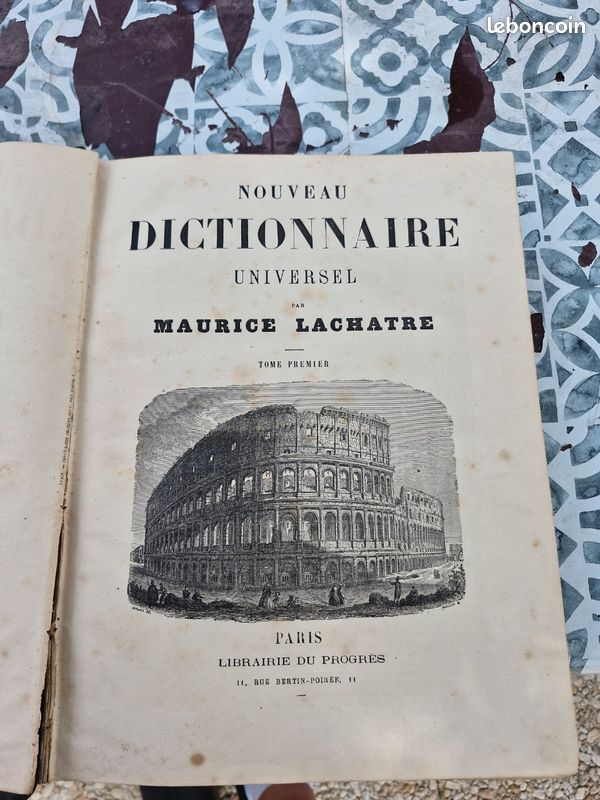 leboncoin
NOUVEAU
DICTIONNAIRE
UNIVERSEL
PAR
MAURICE LACHATRE
TOME PREMIER
PARIS
LIBRAIRIE DU PROGRÈS
11, RUE BERTIN-POIRÉE, 11